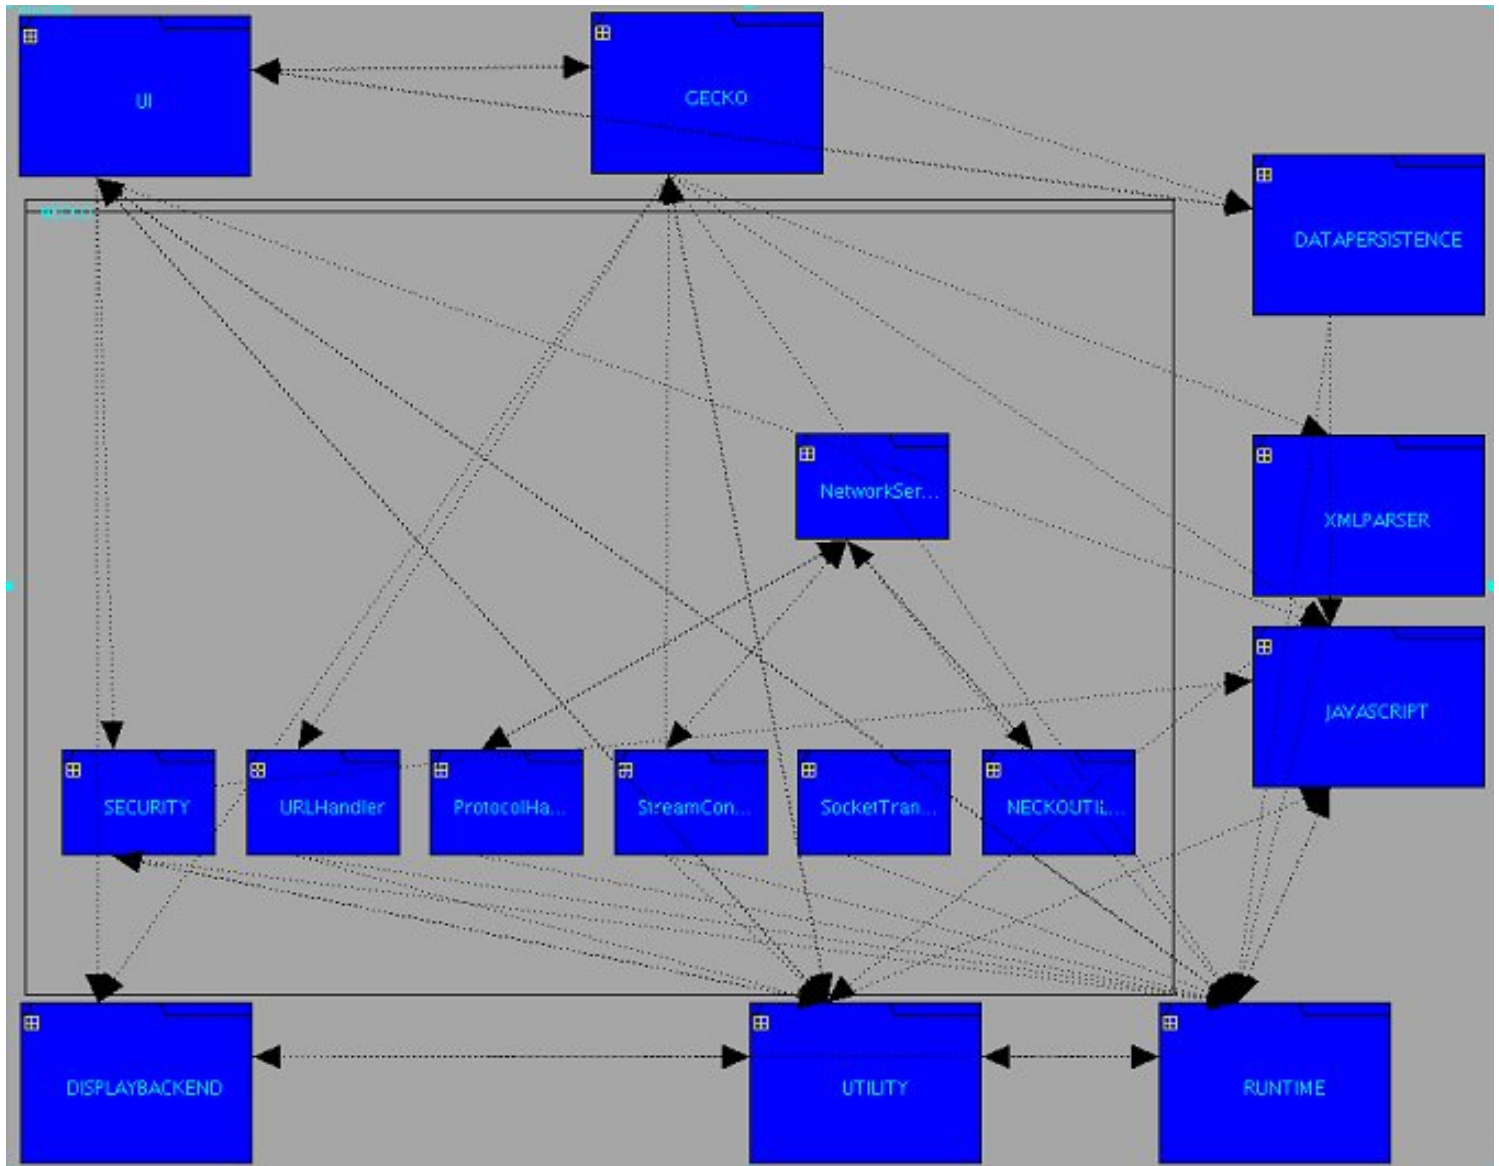 UI
GECKO
DATAPERSISTENCE
NetworkSer...
XMLPARSER
JAVASCRIPT
SECURITY
URLHandler
ProtocolHa...
StreamCon...
SocketTran...
NECKOUTIL...
DISPLAYBACKEND
UTILITY
RUNTIME